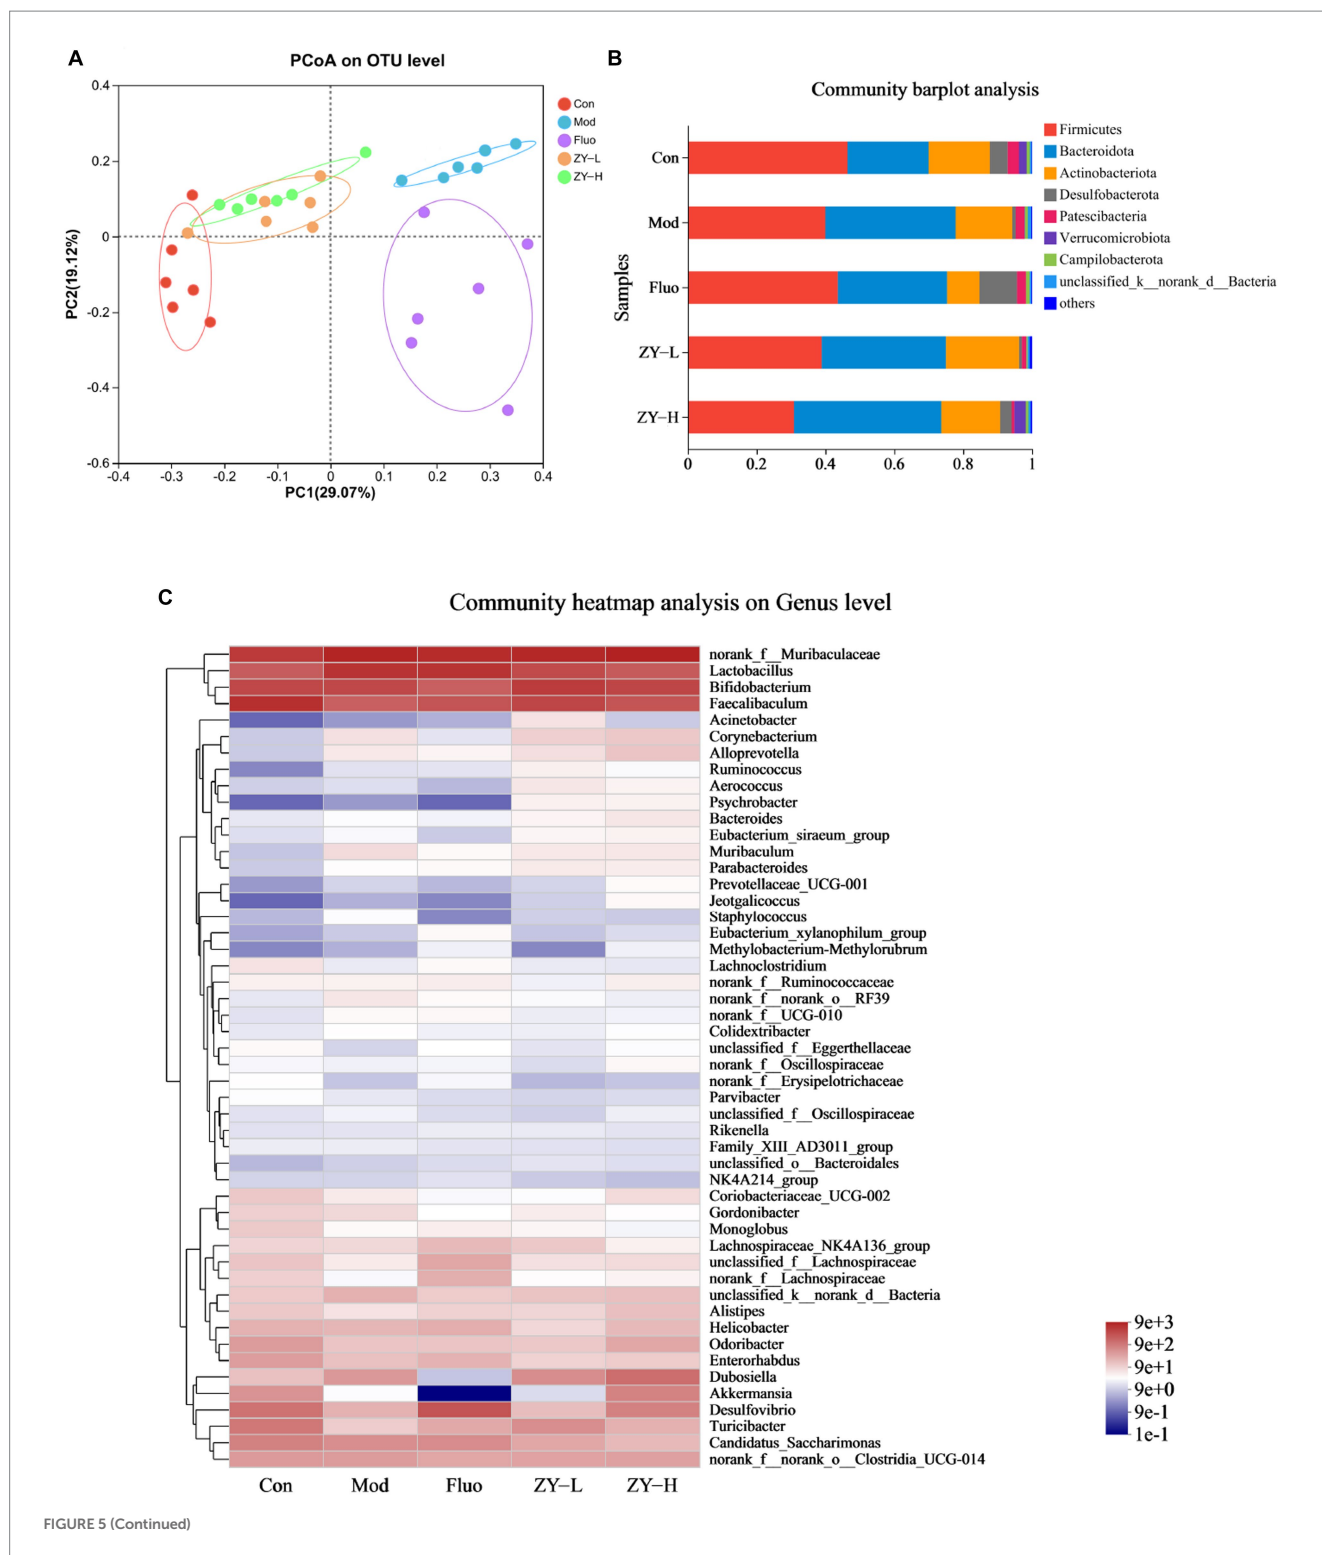 A
PCoA on OTU level
0.4
0.2
0
-0.2
-0.4
-0.6
PC2(19.12%)
-0.4
-0.3
-0.2
-0.1
0
0.1
0.2
0.3
0.4
PC1(29.07%)
Con
Mod
Fluo
ZY-L
ZY-H
B
Community barplot analysis
Samples
Con
Mod
Fluo
ZY-L
ZY-H
0
0.2
0.4
0.6
0.8
1
Firmicutes
Bacteroidota
Actinobacteriota
Desulfobacterota
Patescibacteria
Verrucomicrobiota
Campilobacterota
unclassified_k__norank_d__Bacteria
others
C
Community heatmap analysis on Genus level
norank_f__Muribaculaceae
Lactobacillus
Bifidobacterium
Faecalibaculum
Acinetobacter
Corynebacterium
Alloprevotella
Ruminococcus
Aerococcus
Psychrobacter
Bacteroides
Eubacterium_siraeum_group
Muribaculum
Parabacteroides
Prevotellaceae_UCG-001
Jeotgalicoccus
Staphylococcus
Eubacterium_xylanophilum_group
Methylobacterium-Methylorubrum
Lachnoclostridium
norank_f__Ruminococcaceae
norank_f__norank_o__RF39
norank_f__UCG-010
Colidextribacter
unclassified_f__Eggerthellaceae
norank_f__Oscillospiraceae
norank_f__Erysipelotrichaceae
Parvibacter
unclassified_f__Oscillospiraceae
Rikenella
Family_XIII_AD3011_group
unclassified_o__Bacteroidales
NK4A214_group
Coriobacteriaceae_UCG-002
Gordonibacter
Monoglobus
Lachnospiraceae_NK4A136_group
unclassified_f__Lachnospiraceae
norank_f__Lachnospiraceae
unclassified_k__norank_d__Bacteria
Alistipes
Helicobacter
Odoribacter
Enterorhabdus
Dubosiella
Akkermansia
Desulfovibrio
Turicibacter
Candidatus_Saccharimonas
norank_f__norank_o__Clostridia_UCG-014
Con
Mod
Fluo
ZY-L
ZY-H
9e+3
9e+2
9e+1
9e+0
9e-1
1e-1
FIGURE 5 (Continued)